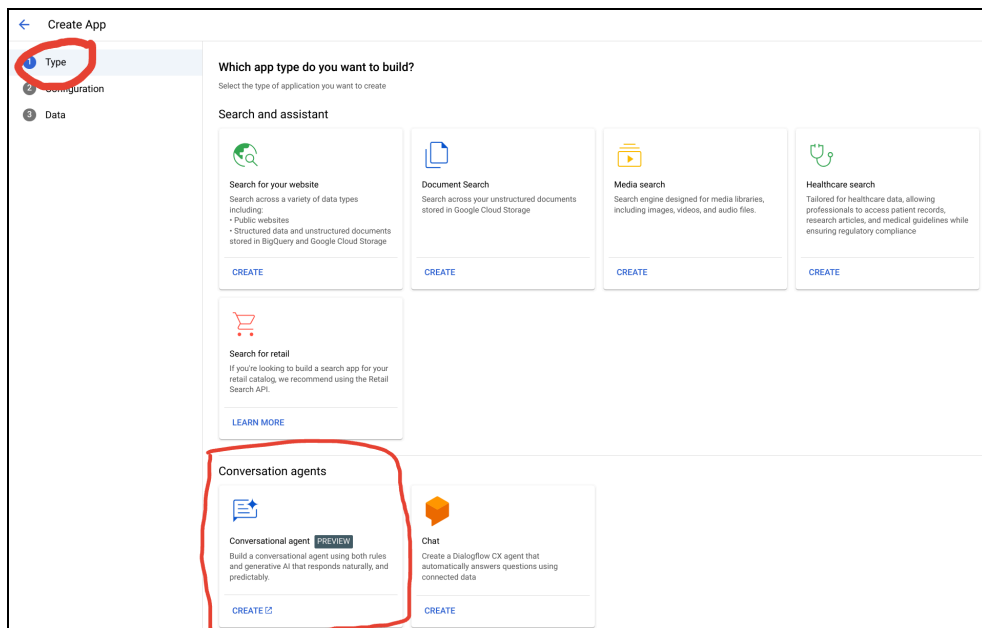 Create App
1 Type
2 Configuration
3 Data
Which app type do you want to build?
Select the type of application you want to create
Search and assistant
Search for your website
Search across a variety of data types
including:
• Public websites
• Structured data and unstructured documents
stored in BigQuery and Google Cloud Storage
CREATE
Document Search
Search across your unstructured documents
stored in Google Cloud Storage
CREATE
Media search
Search engine designed for media libraries,
including images, videos, and audio files.
CREATE
Healthcare search
Tailored for healthcare data, allowing
professionals to access patient records,
research articles, and medical guidelines while
ensuring regulatory compliance
CREATE
Search for retail
If you're looking to build a search app for your
retail catalog, we recommend using the Retail
Search API.
LEARN MORE
Conversation agents
Conversational agent PREVIEW
Build a conversational agent using both rules
and generative AI that responds naturally, and
predictably.
CREATE
Chat
Create a Dialogflow CX agent that
automatically answers questions using
connected data
CREATE